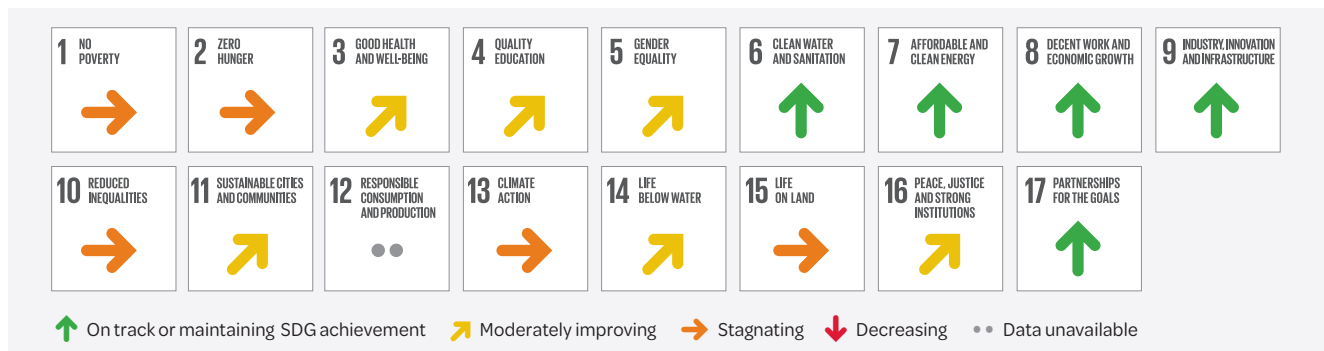 1 NO
POVERTY
2 ZERO
HUNGER
3 GOOD HEALTH
AND WELL-BEING
4 QUALITY
EDUCATION
5 GENDER
EQUALITY
6 CLEAN WATER
AND SANITATION
7 AFFORDABLE AND
CLEAN ENERGY
8 DECENT WORK AND
ECONOMIC GROWTH
9 INDUSTRY, INNOVATION
AND INFRASTRUCTURE
10 REDUCED
INEQUALITIES
11 SUSTAINABLE CITIES
AND COMMUNITIES
12 RESPONSIBLE
CONSUMPTION
AND PRODUCTION
13 CLIMATE
ACTION
14 LIFE
BELOW WATER
15 LIFE
ON LAND
16 PEACE, JUSTICE
AND STRONG
INSTITUTIONS
17 PARTNERSHIPS
FOR THE GOALS
On track or maintaining SDG achievement
Moderately improving
Stagnating
Decreasing
Data unavailable